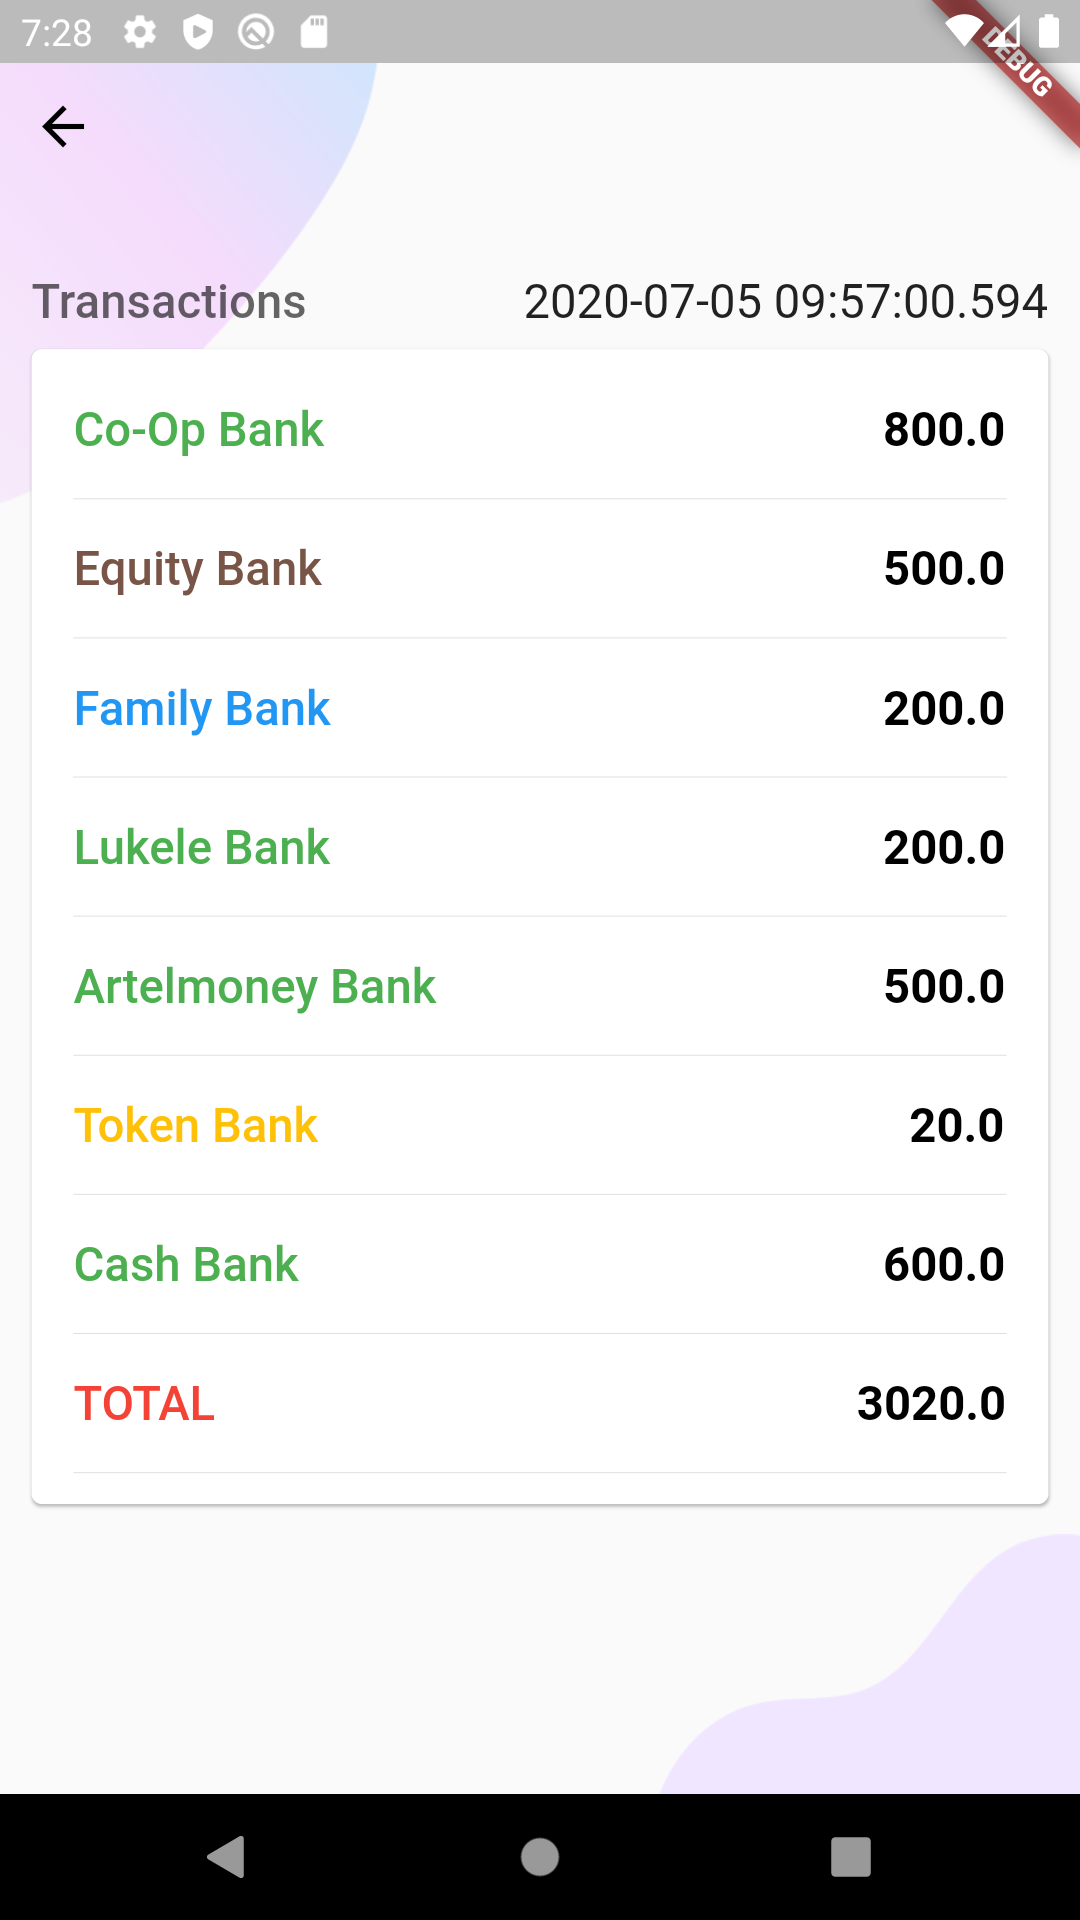 7:28
DEBUG
Transactions 2020-07-05 09:57:00.594
Co-Op Bank 800.0
Equity Bank 500.0
Family Bank 200.0
Lukele Bank 200.0
Artelmoney Bank 500.0
Token Bank 20.0
Cash Bank 600.0
TOTAL 3020.0